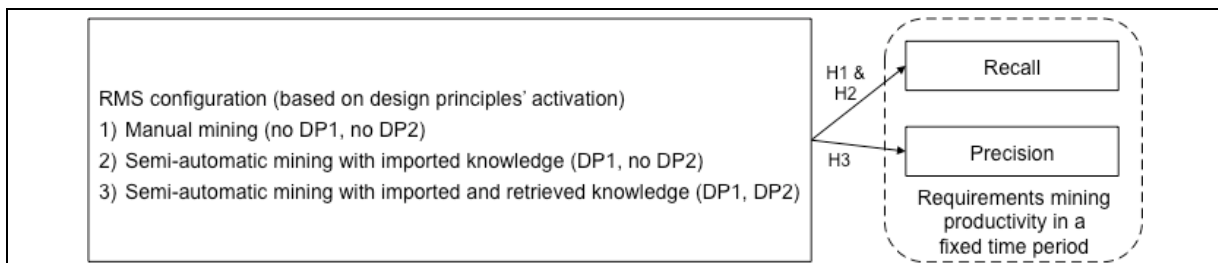 RMS configuration (based on design principles’ activation)
1) Manual mining (no DP1, no DP2)
2) Semi-automatic mining with imported knowledge (DP1, no DP2)
3) Semi-automatic mining with imported and retrieved knowledge (DP1, DP2)
H1 &
H2
H3
Recall
Precision
Requirements mining
productivity in a
fixed time period